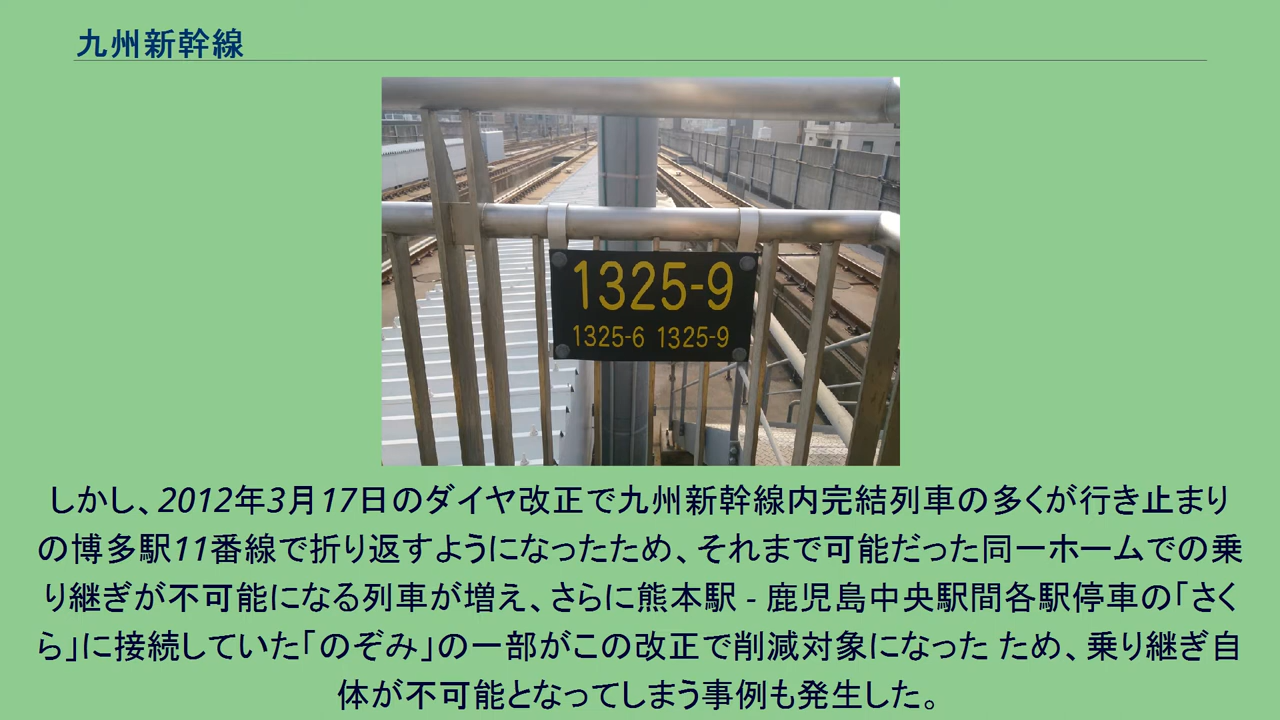 九州新幹線
1325-9
1325-6 1325-9
しかし、2012年3月17日のダイヤ改正で九州新幹線内完結列車の多くが行き止まり
の博多駅11番線で折り返すようになったため、それまで可能だった同一ホームでの乗
り継ぎが不可能になる列車が増え、さらに熊本駅 - 鹿児島中央駅間各駅停車の「さく
ら」に接続していた「のぞみ」の一部がこの改正で削減対象になった ため、乗り継ぎ自
体が不可能となってしまう事例も発生した。